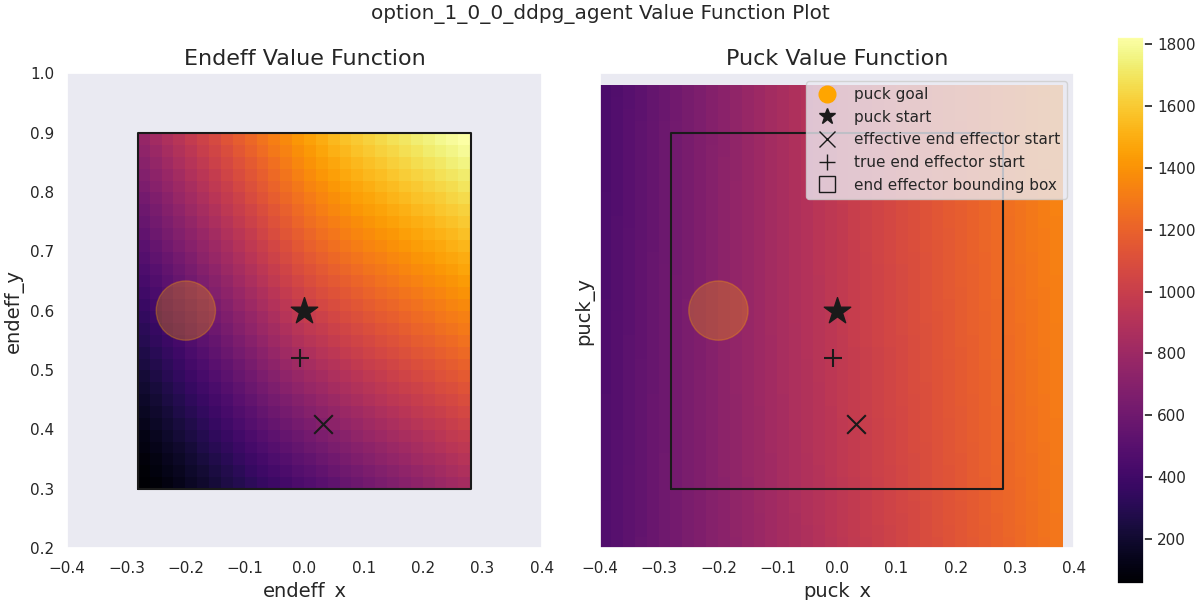 option_1_0_0_ddpg_agent Value Function Plot
Endeff Value Function
1.0
0.9
0.8
0.7
0.6
0.5
0.4
0.3
0.2
endeff_y
−0.4 −0.3 −0.2 −0.1 0.0 0.1 0.2 0.3 0.4
endeff_x
Puck Value Function
puck goal
puck start
effective end effector start
true end effector start
end effector bounding box
puck_y
−0.4 −0.3 −0.2 −0.1 0.0 0.1 0.2 0.3 0.4
puck_x
1800
1600
1400
1200
1000
800
600
400
200